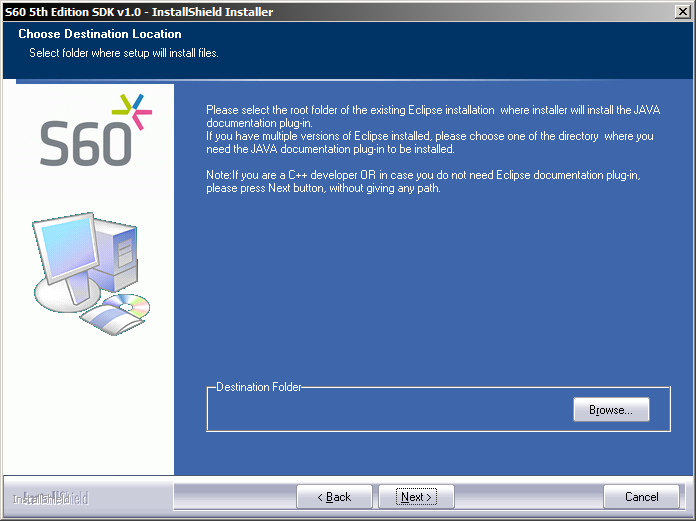 S60 5th Edition SDK v1.0 - InstallShield Installer
Choose Destination Location
Select folder where setup will install files.
S60
Please select the root folder of the existing Eclipse installation  where installer will install the JAVA
documentation plug-in.
If you have multiple versions of Eclipse installed, please choose one of the directory  where you
need the JAVA documentation plug-in to be installed.
Note:If you are a C++ developer OR in case you do not need Eclipse documentation plug-in,
please press Next button, without giving any path.
Destination Folder
Browse...
InstallShield
< Back
Next >
Cancel